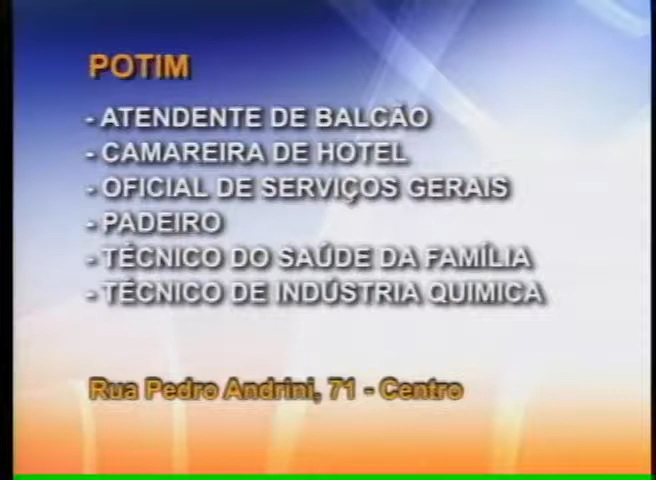 POTIM
- ATENDENTE DE BALCÃO
- CAMAREIRA DE HOTEL
- OFICIAL DE SERVIÇOS GERAIS
- PADEIRO
- TÉCNICO DO SAÚDE DA FAMÍLIA
- TÉCNICO DE INDÚSTRIA QUIMICA
Rua Pedro Andrini, 71 - Centro